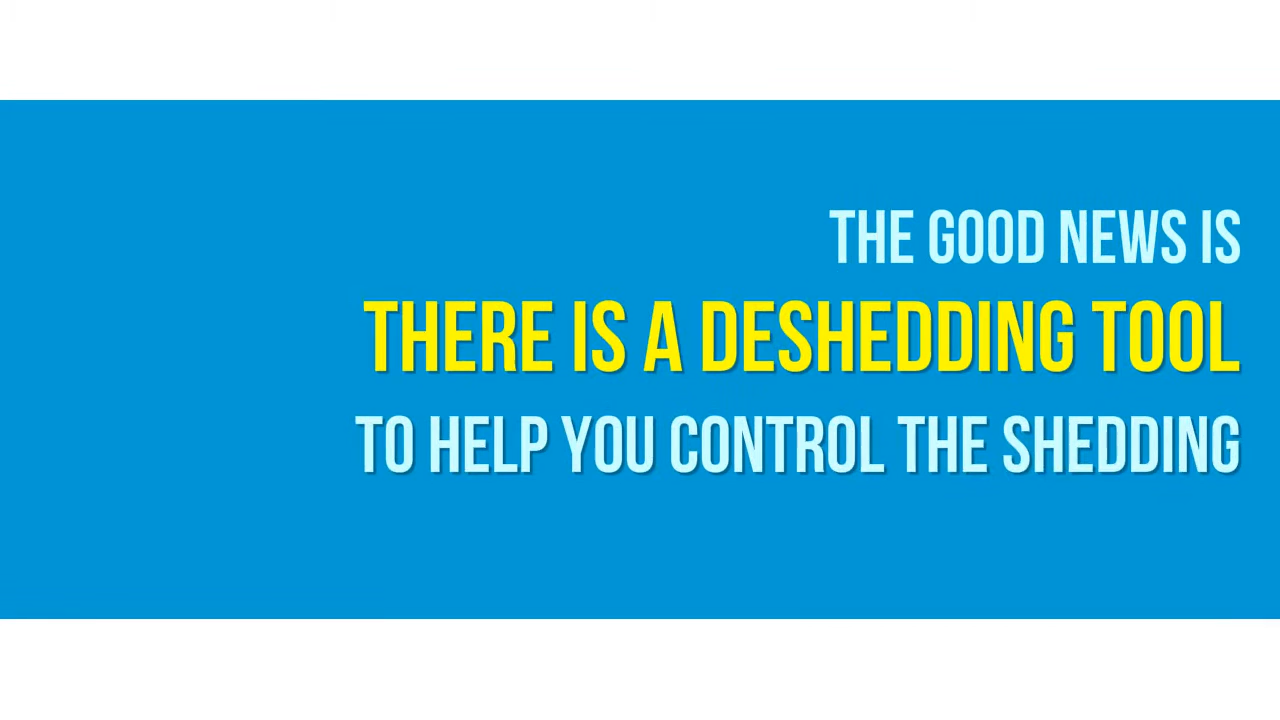 THE GOOD NEWS IS
THERE IS A DESHEDDING TOOL
TO HELP YOU CONTROL THE SHEDDING